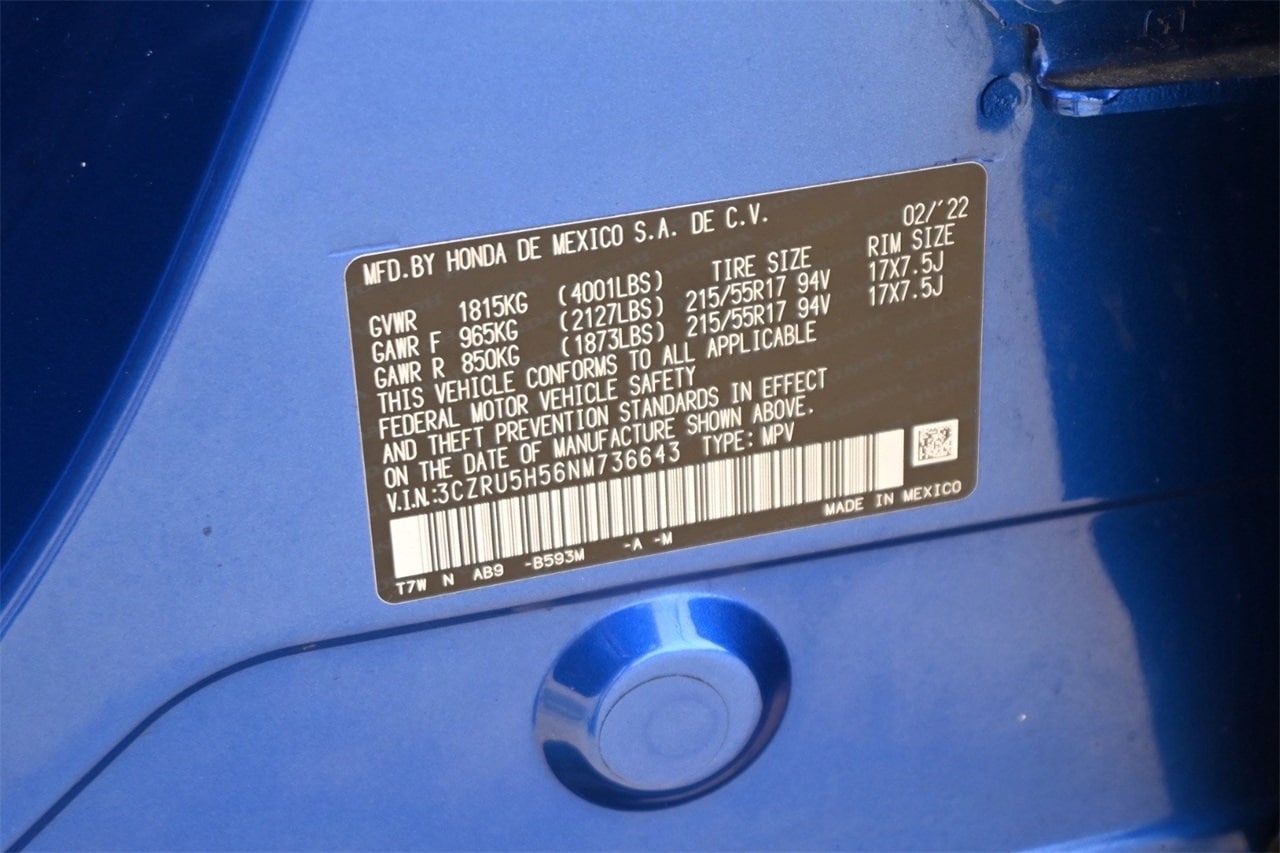 MFD.BY HONDA DE MEXICO S.A. DE C.V. 02/'22
TIRE SIZE RIM SIZE
GVWR 1815KG (4001LBS)
GAWR F 965KG (2127LBS) 215/55R17 94V 17X7.5J
GAWR R 850KG (1873LBS) 215/55R17 94V 17X7.5J
THIS VEHICLE CONFORMS TO ALL APPLICABLE
FEDERAL MOTOR VEHICLE SAFETY
AND THEFT PREVENTION STANDARDS IN EFFECT
ON THE DATE OF MANUFACTURE SHOWN ABOVE.
V.I.N.:3CZRU5H56NM736643 TYPE: MPV
MADE IN MEXICO
T7W N AB9 -B593M -A -M